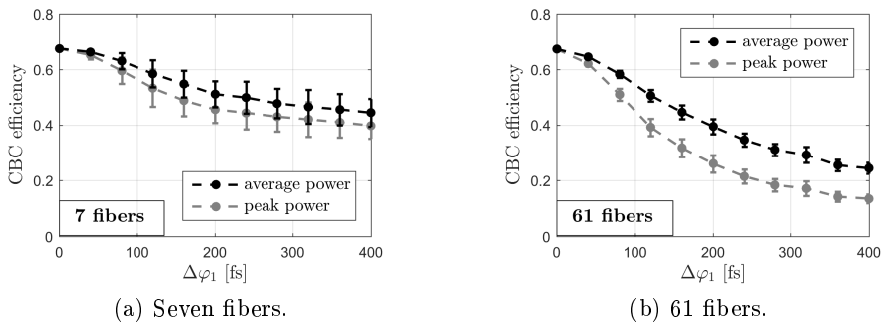 0.8
0.6
0.4
0.2
0
CBC efficiency
average power
peak power
7 fibers
0
100
200
300
400
Δφ₁ [fs]
(a) Seven fibers.
0.8
0.6
0.4
0.2
0
CBC efficiency
average power
peak power
61 fibers
0
100
200
300
400
Δφ₁ [fs]
(b) 61 fibers.